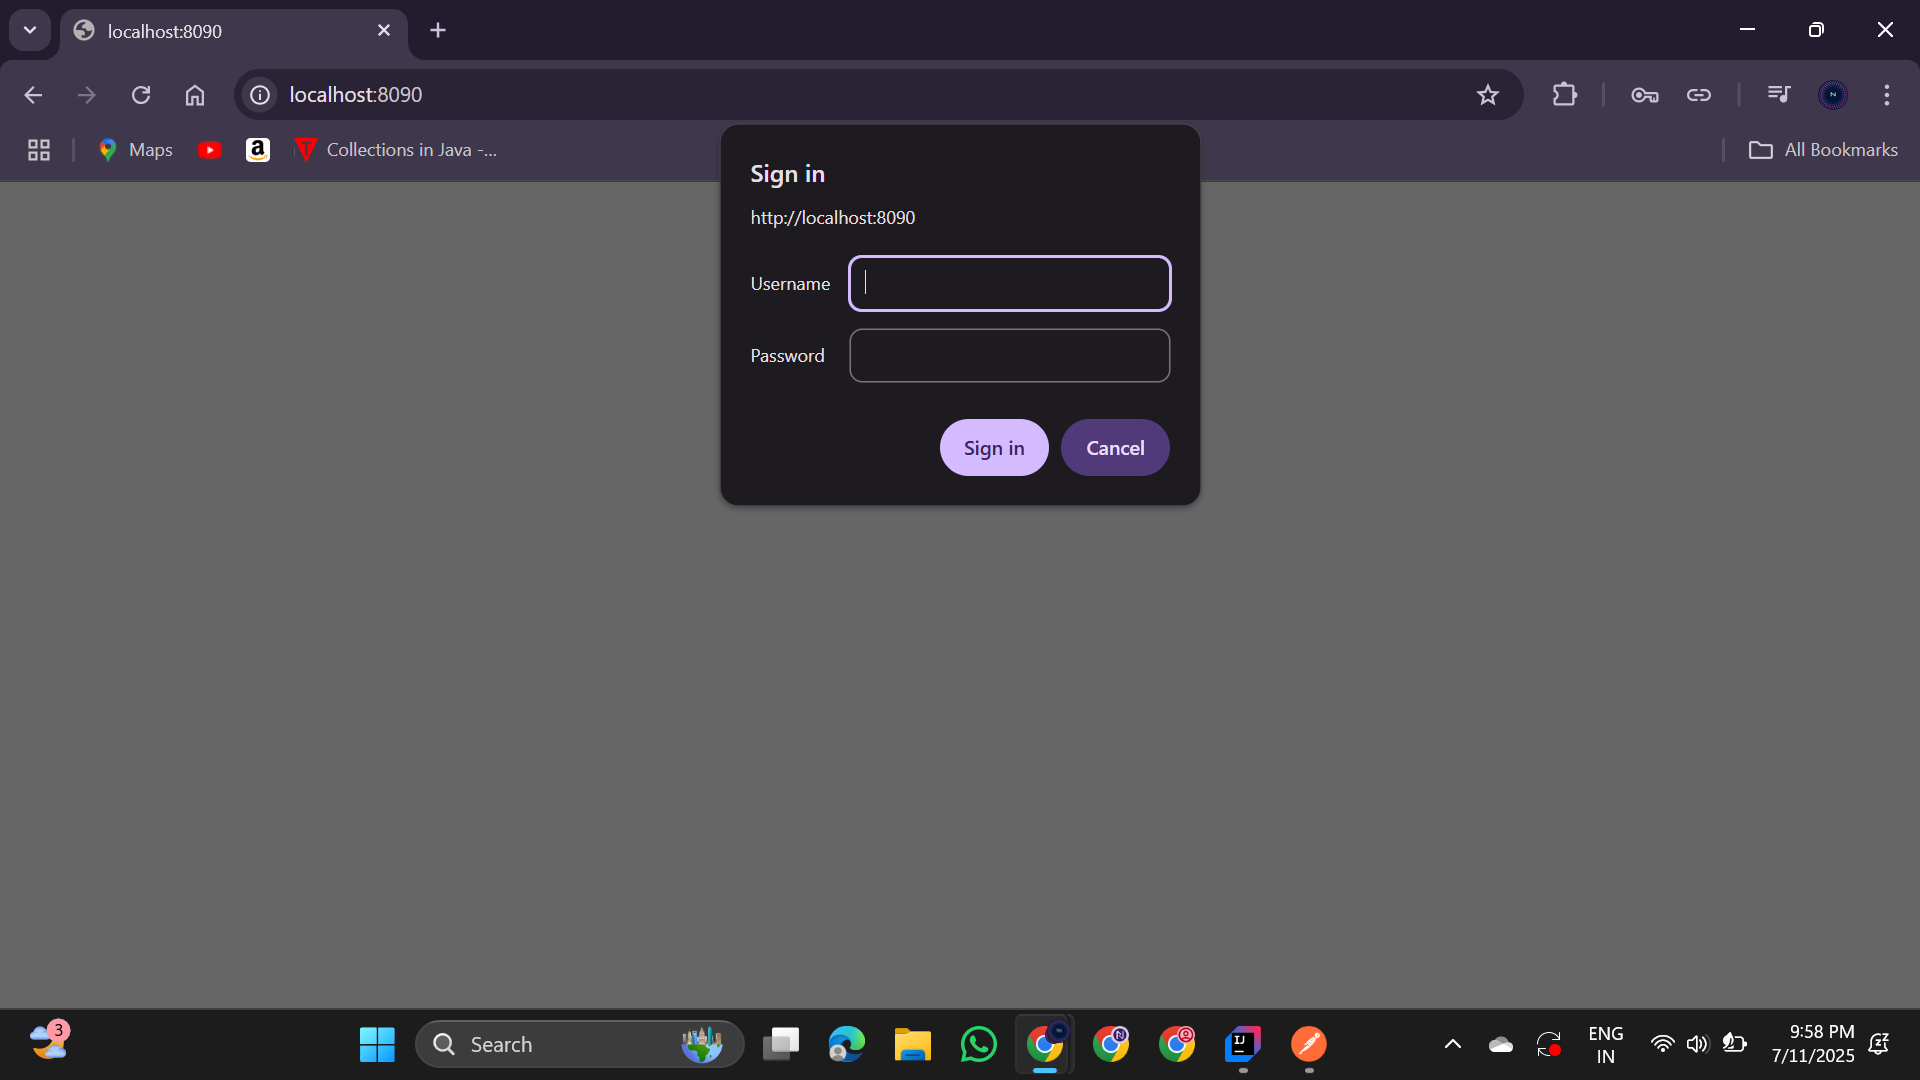 localhost:8090
localhost:8090
Maps
Collections in Java -...
All Bookmarks
Sign in
http://localhost:8090
Username
Password
Sign in
Cancel
3
Search
ENG
IN
9:58 PM
7/11/2025